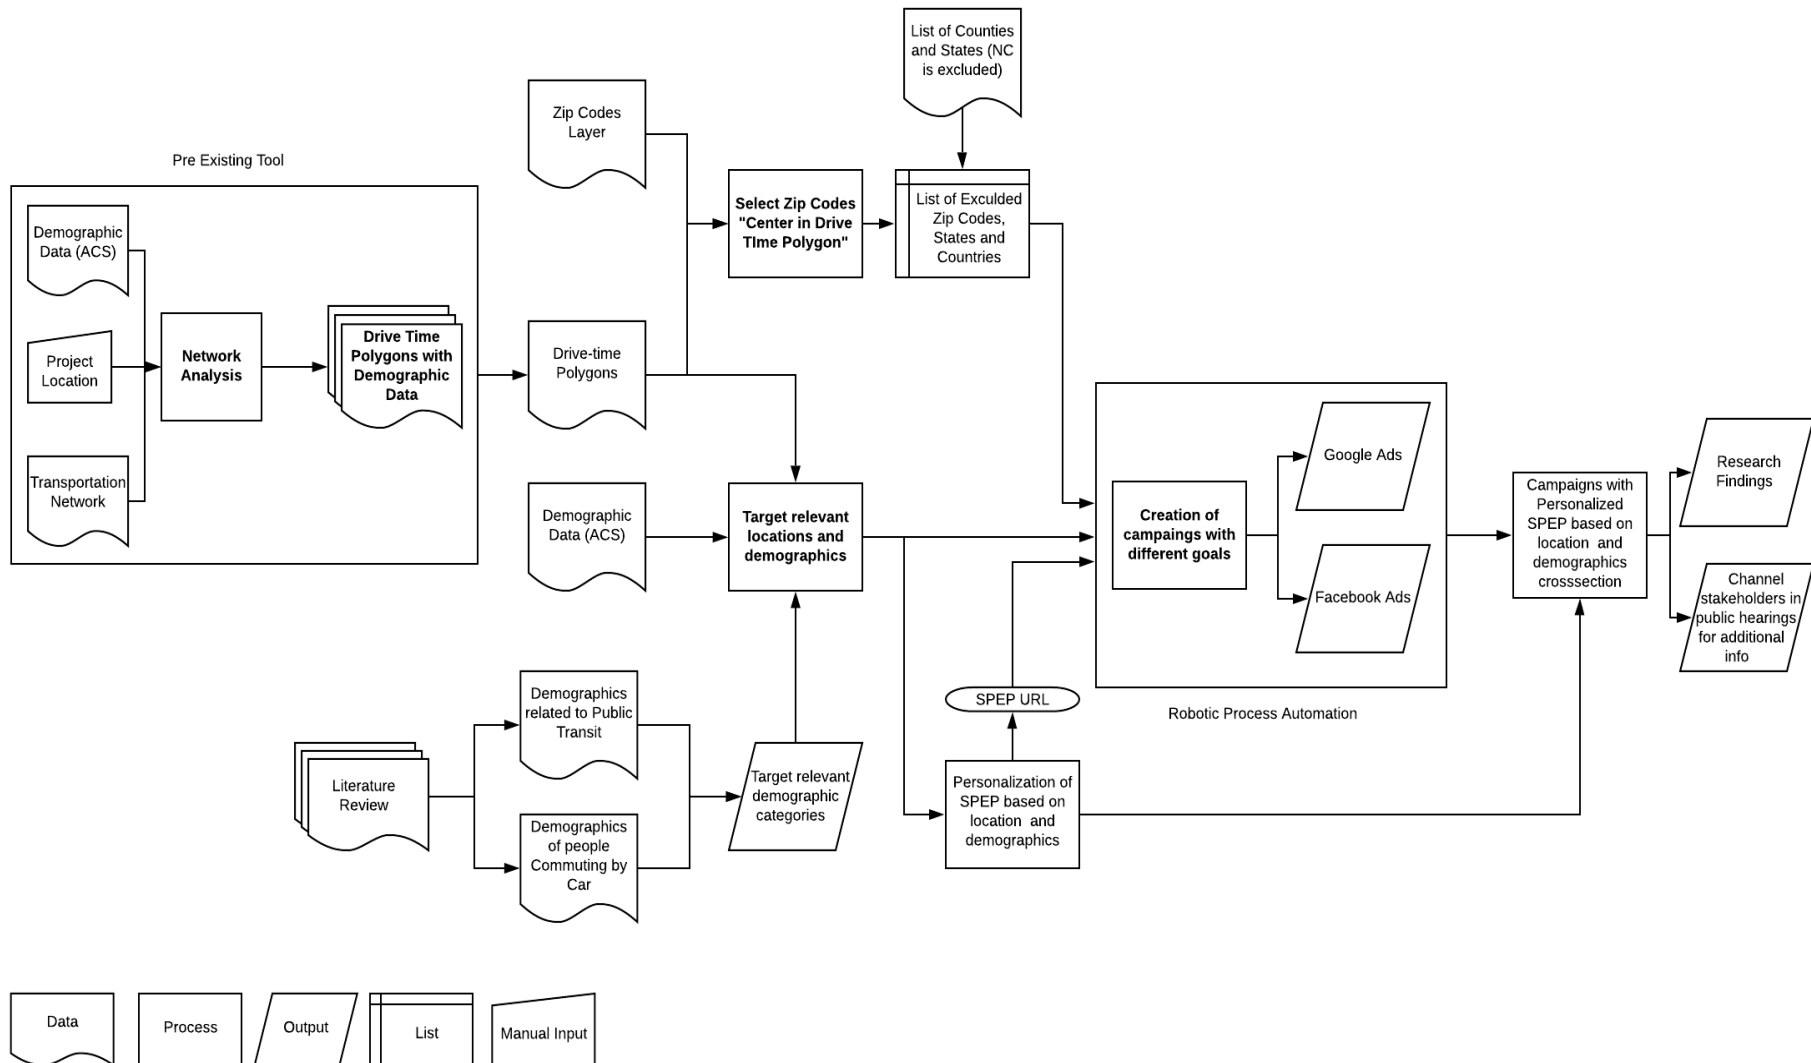 List of Counties
and States (NC
is excluded)
Zip Codes
Layer
Pre Existing Tool
Select Zip Codes
"Center in Drive
TIme Polygon"
List of Exculded
Zip Codes,
States and
Countries
Demographic
Data (ACS)
Project
Location
Network
Analysis
Drive Time
Polygons with
Demographic
Data
Drive-time
Polygons
Transportation
Network
Demographic
Data (ACS)
Target relevant
locations and
demographics
Creation of
campaings with
different goals
Google Ads
Facebook Ads
Campaigns with
Personalized
SPEP based on
location and
demographics
crosssection
Research
Findings
Channel
stakeholders in
public hearings
for additional
info
SPEP URL
Robotic Process Automation
Demographics
related to Public
Transit
Literature
Review
Demographics
of people
Commuting by
Car
Target relevant
demographic
categories
Personalization of
SPEP based on
location and
demographics
Data
Process
Output
List
Manual Input